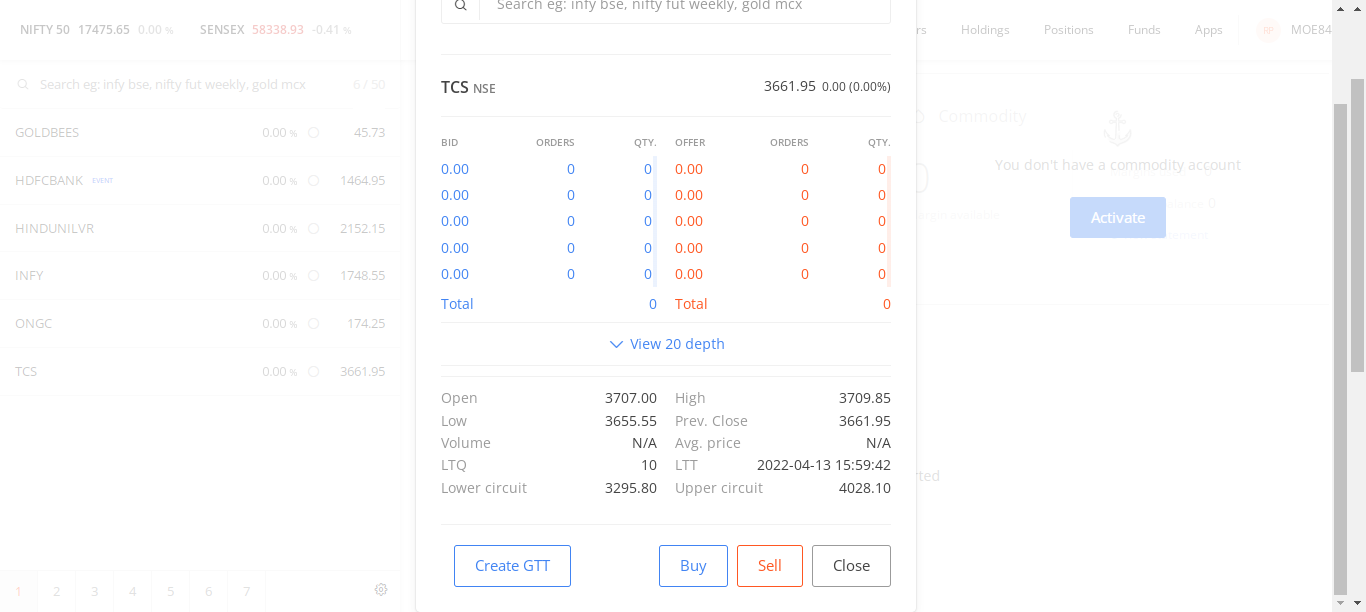 Search eg: infy bse, nifty fut weekly, gold mcx
NIFTY 50 17475.65 0.00 % SENSEX 58338.93 -0.41 %
Holdings Positions Funds Apps RP MOE84
Search eg: infy bse, nifty fut weekly, gold mcx 6 / 50
GOLDBEES 0.00 % 45.73
HDFCBANK EVENT 0.00 % 1464.95
HINDUNILVR 0.00 % 2152.15
INFY 0.00 % 1748.55
ONGC 0.00 % 174.25
TCS 0.00 % 3661.95
1 2 3 4 5 6 7
TCS NSE 3661.95 0.00 (0.00%)
BID ORDERS QTY. OFFER ORDERS QTY.
0.00 0 0 0.00 0 0
0.00 0 0 0.00 0 0
0.00 0 0 0.00 0 0
0.00 0 0 0.00 0 0
0.00 0 0 0.00 0 0
Total 0 Total 0
View 20 depth
Open 3707.00 High 3709.85
Low 3655.55 Prev. Close 3661.95
Volume N/A Avg. price N/A
LTQ 10 LTT 2022-04-13 15:59:42
Lower circuit 3295.80 Upper circuit 4028.10
Create GTT Buy Sell Close
Commodity
You don't have a commodity account
Activate